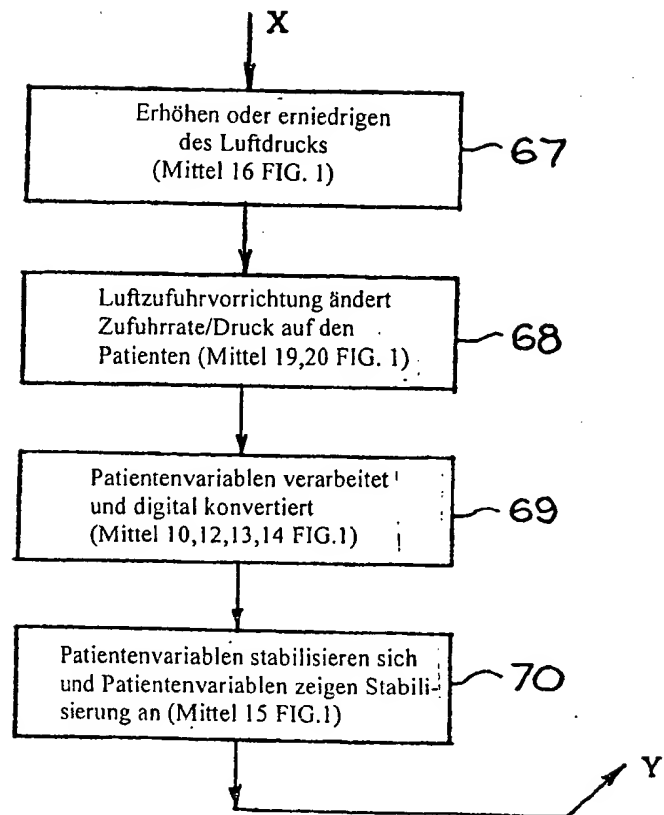 X
Erhöhen oder erniedrigen
des Luftdrucks
(Mittel 16 FIG. 1)
67
Luftzufuhrvorrichtung ändert
Zufuhrrate/Druck auf den
Patienten (Mittel 19,20 FIG. 1)
68
Patientenvariablen verarbeitet
und digital konvertiert
(Mittel 10,12,13,14 FIG.1)
69
Patientenvariablen stabilisieren sich
und Patientenvariablen zeigen Stabili-
sierung an (Mittel 15 FIG.1)
70
Y